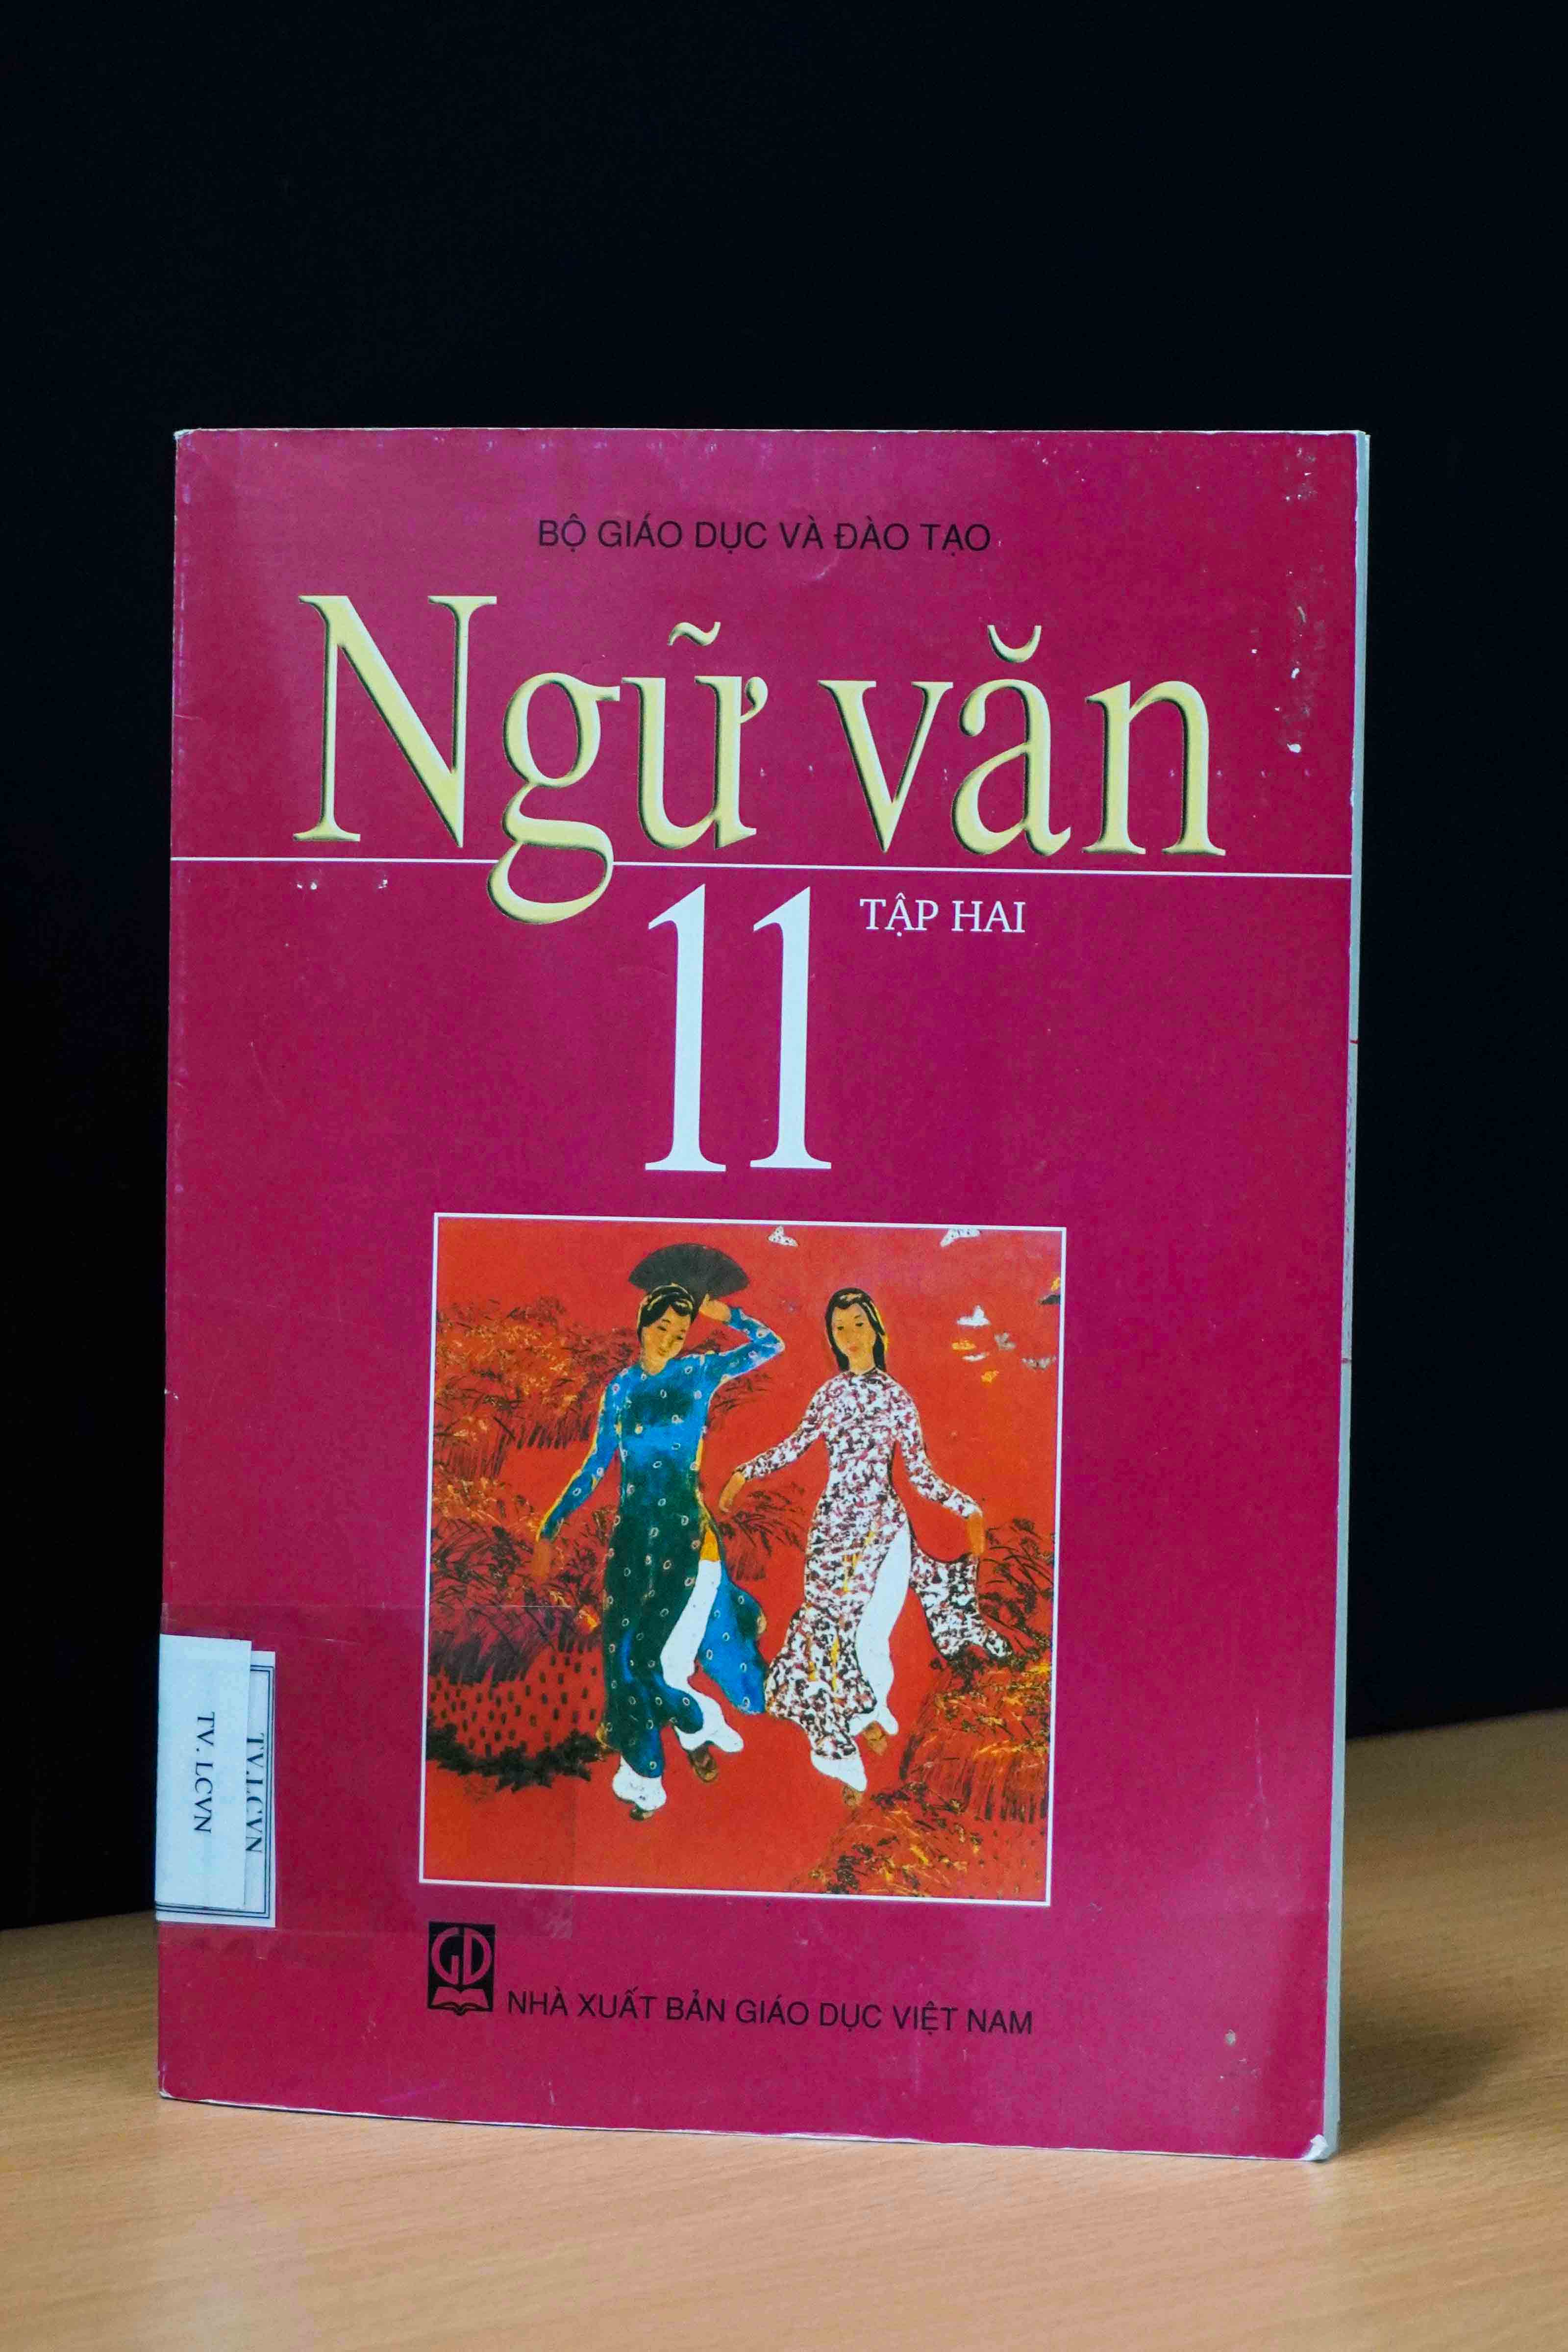 BỘ GIÁO DỤC VÀ ĐÀO TẠO
Ngữ văn
11 TẬP HAI
TV. LCVN
TV.LCVN
GD
NHÀ XUẤT BẢN GIÁO DỤC VIỆT NAM